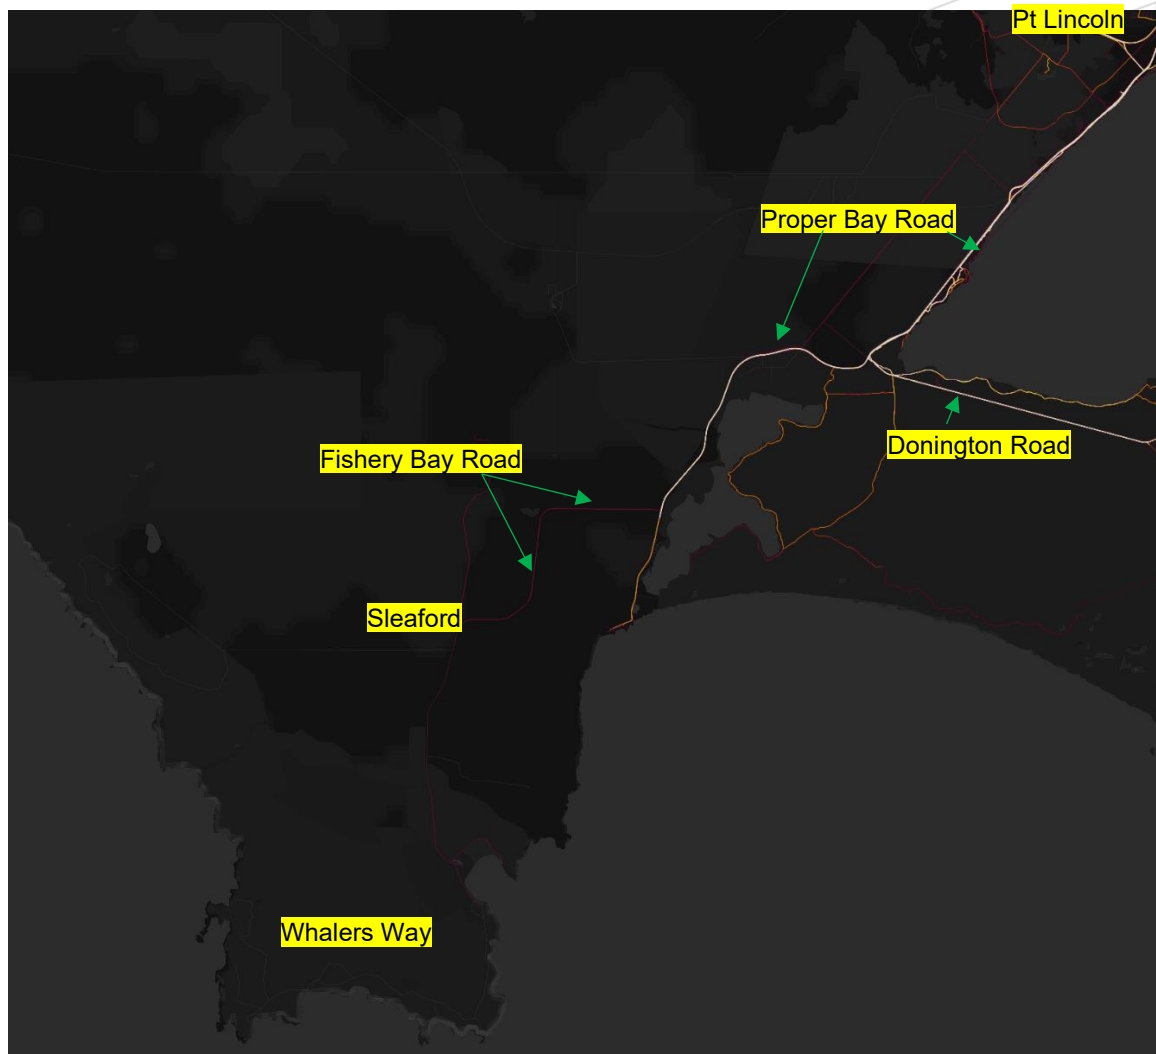 Pt Lincoln
Proper Bay Road
Donington Road
Fishery Bay Road
Sleaford
Whalers Way